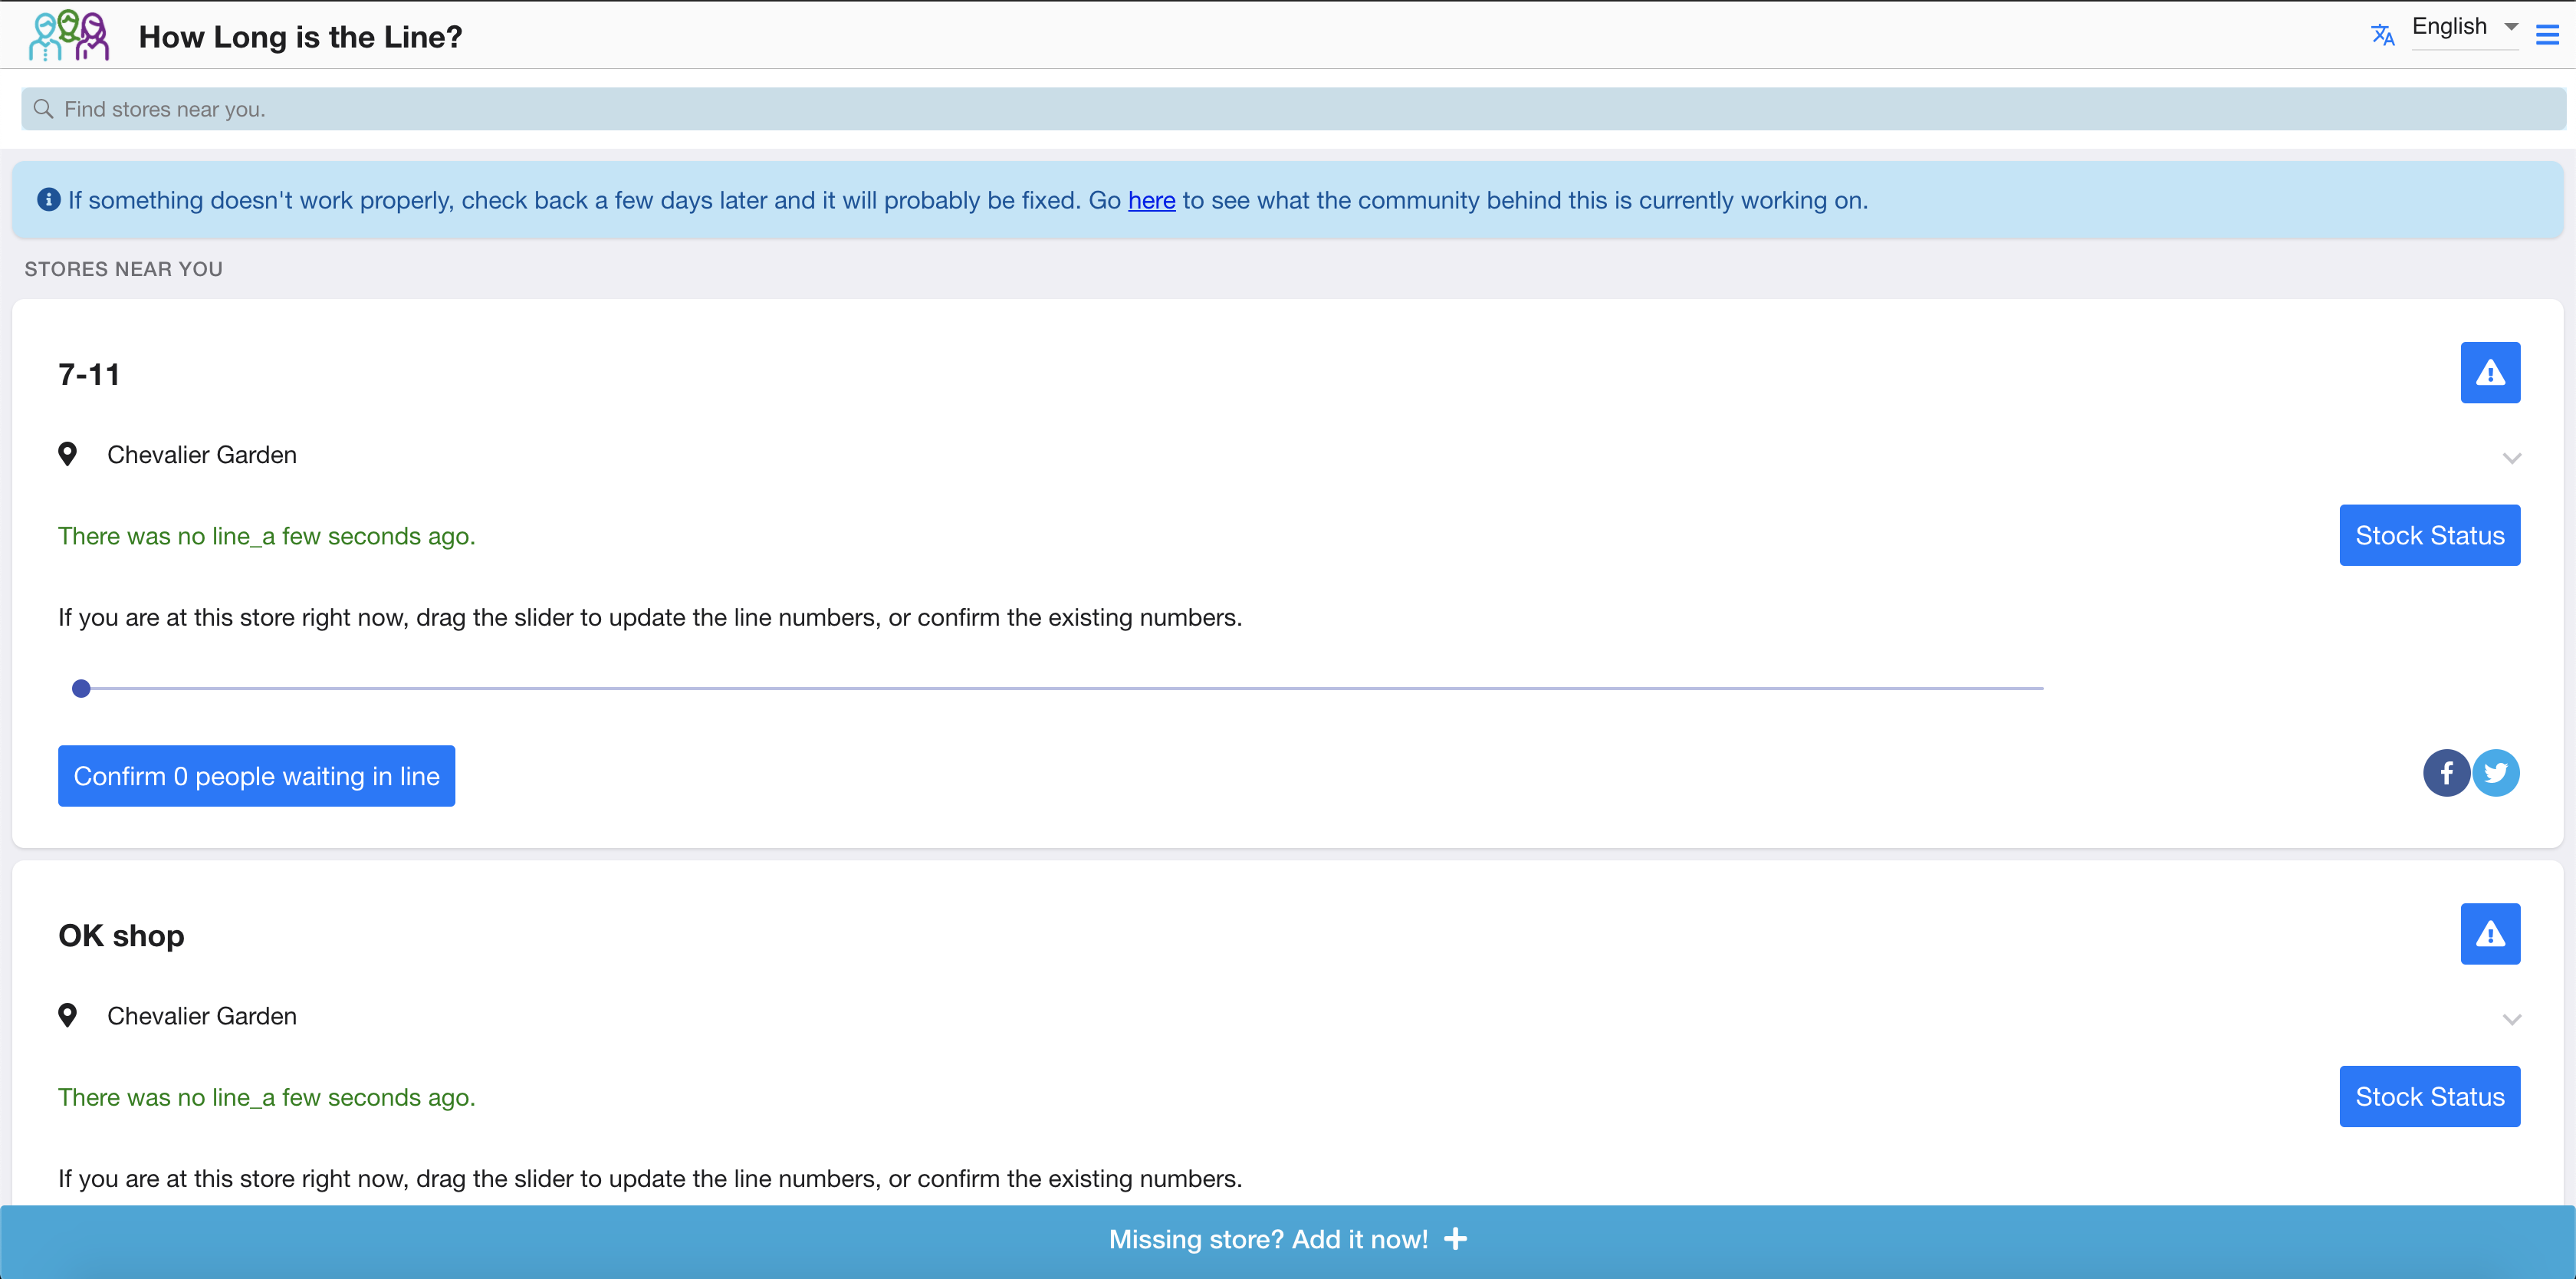 How Long is the Line?
English
Find stores near you.
If something doesn't work properly, check back a few days later and it will probably be fixed. Go here to see what the community behind this is currently working on.
STORES NEAR YOU
7-11
Chevalier Garden
There was no line_a few seconds ago.
Stock Status
If you are at this store right now, drag the slider to update the line numbers, or confirm the existing numbers.
Confirm 0 people waiting in line
OK shop
Chevalier Garden
There was no line_a few seconds ago.
Stock Status
If you are at this store right now, drag the slider to update the line numbers, or confirm the existing numbers.
Missing store? Add it now!